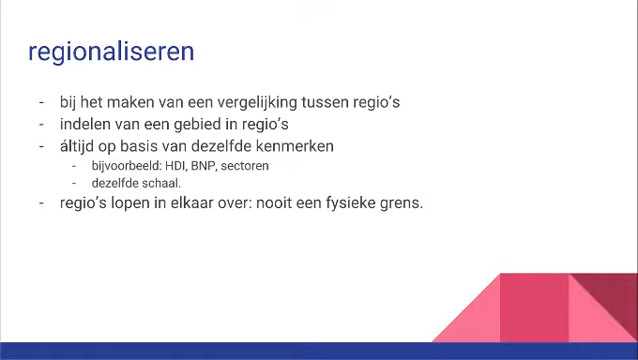 regionaliseren
- bij het maken van een vergelijking tussen regio's
- indelen van een gebied in regio's
- áltijd op basis van dezelfde kenmerken
- bijvoorbeeld: HDI, BNP, sectoren
- dezelfde schaal.
- regio's lopen in elkaar over: nooit een fysieke grens.